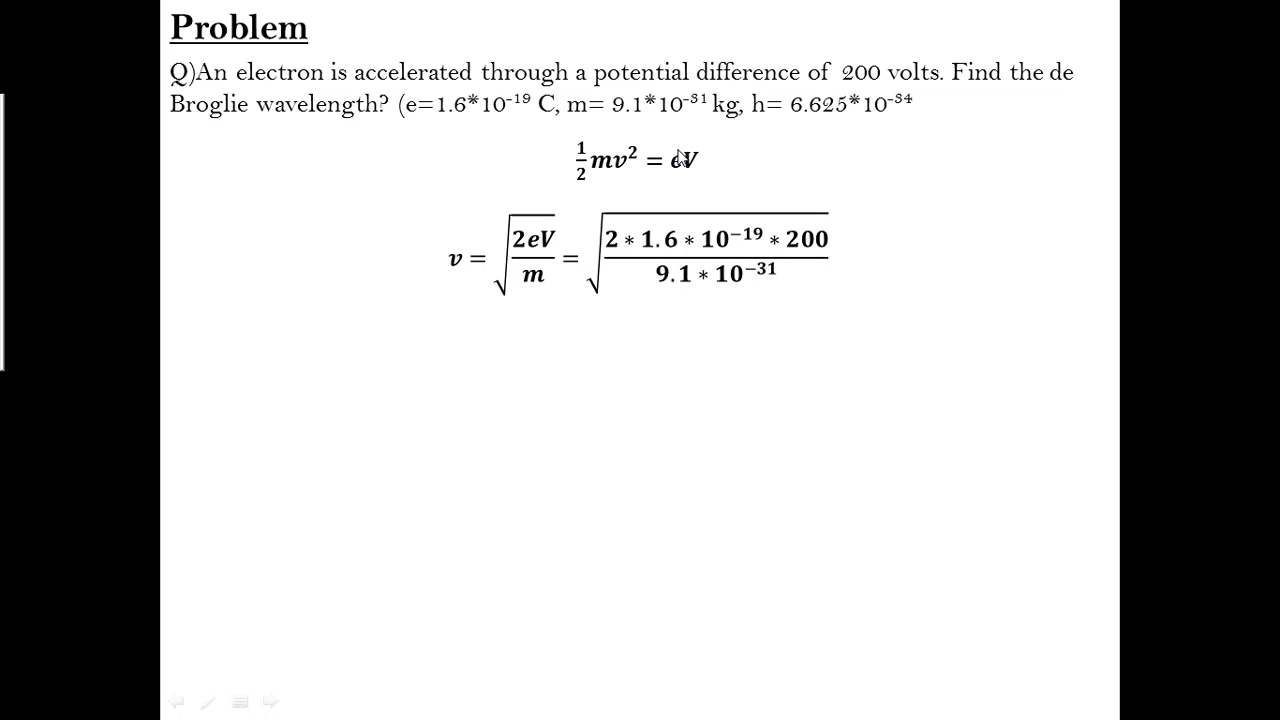 Problem
Q)An electron is accelerated through a potential difference of 200 volts. Find the de
Broglie wavelength? (e=1.6*10⁻¹⁹ C, m= 9.1*10⁻³¹ kg, h= 6.625*10⁻³⁴
1/2 mv² = eV
v = √(2eV/m) = √((2 * 1.6 * 10⁻¹⁹ * 200)/(9.1 * 10⁻³¹))